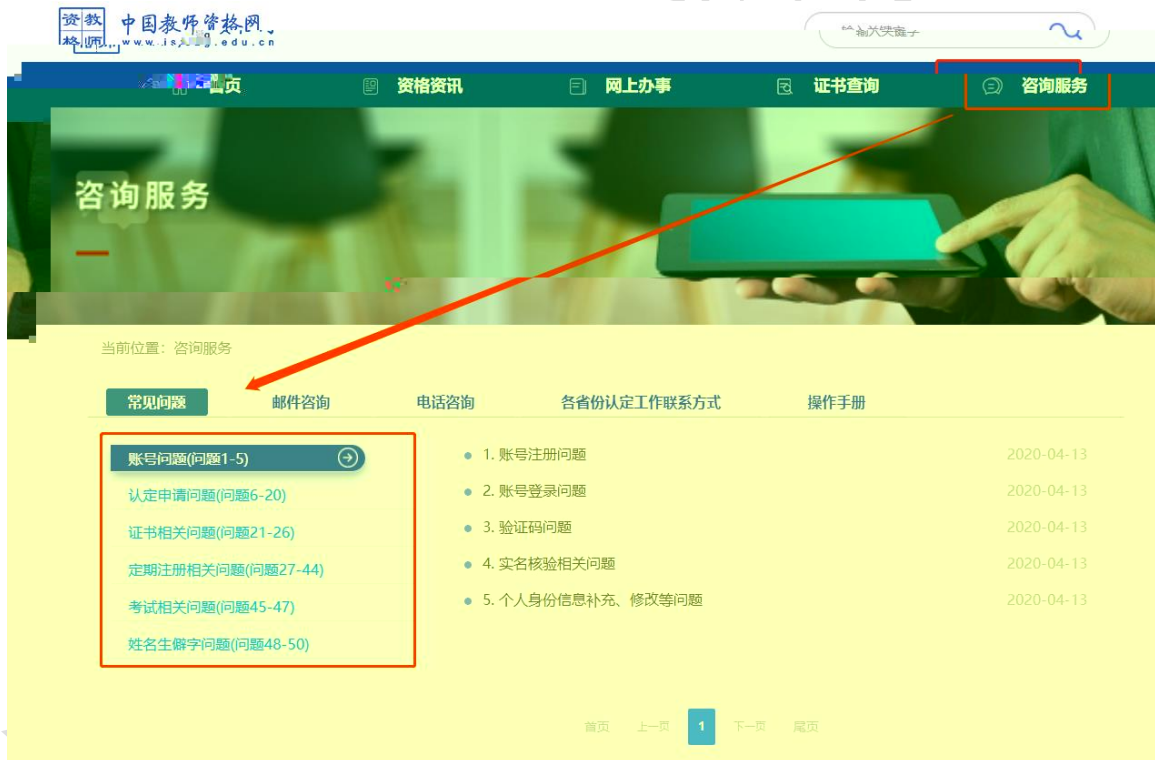 资教 中国教师资格网
格师 www.
页 资格资讯 网上办事 证书查询 咨询服务
咨询服务
当前位置：咨询服务
常见问题 邮件咨询 电话咨询 各省份认定工作联系方式 操作手册
账号问题(问题1-5)
认定申请问题(问题6-20)
证书相关问题(问题21-26)
定期注册相关问题(问题27-44)
考试相关问题(问题45-47)
姓名生僻字问题(问题48-50)
1. 账号注册问题 2020-04-13
2. 账号登录问题 2020-04-13
3. 验证码问题 2020-04-13
4. 实名核验相关问题 2020-04-13
5. 个人身份信息补充、修改等问题 2020-04-13
首页 上一页 1 下一页 尾页